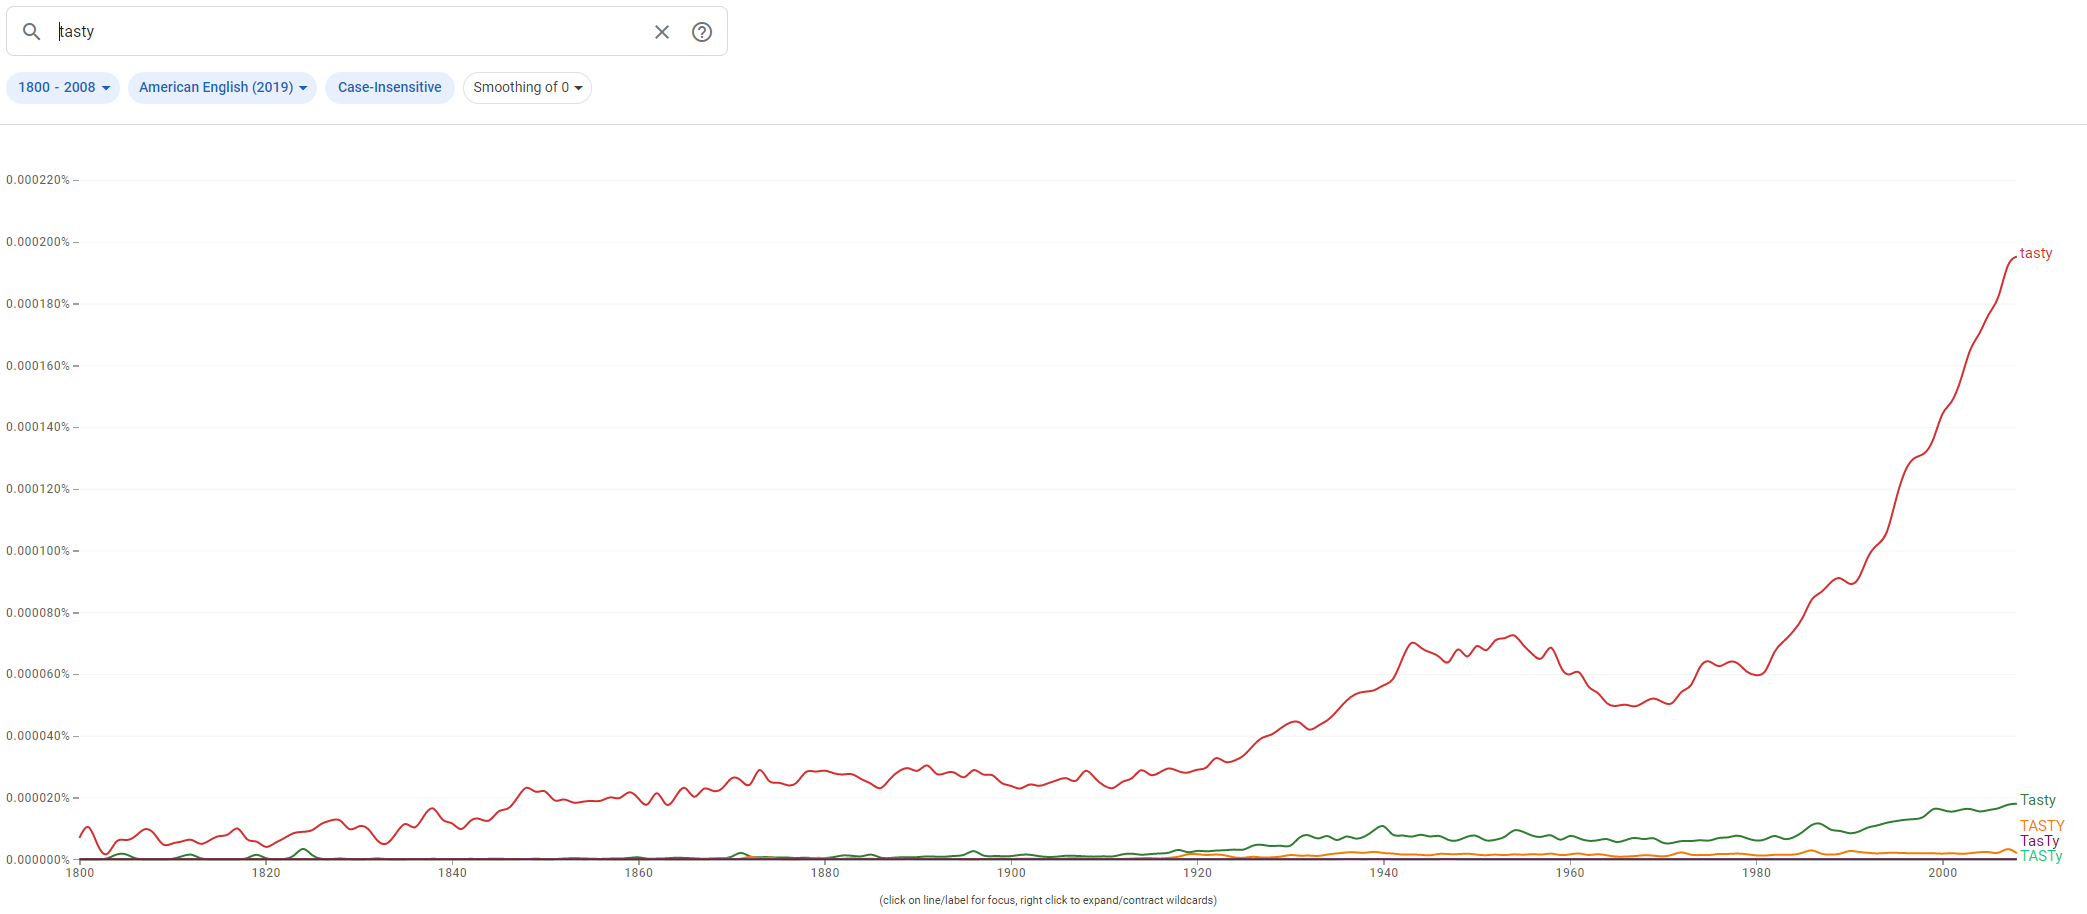 tasty
1800 - 2008
American English (2019)
Case-Insensitive
Smoothing of 0
0.000220%
0.000200%
0.000180%
0.000160%
0.000140%
0.000120%
0.000100%
0.000080%
0.000060%
0.000040%
0.000020%
0.000000%
tasty
Tasty
TASTY
TasTy
TASTy
1800 1820 1840 1860 1880 1900 1920 1940 1960 1980 2000
(click on line/label for focus, right click to expand/contract wildcards)